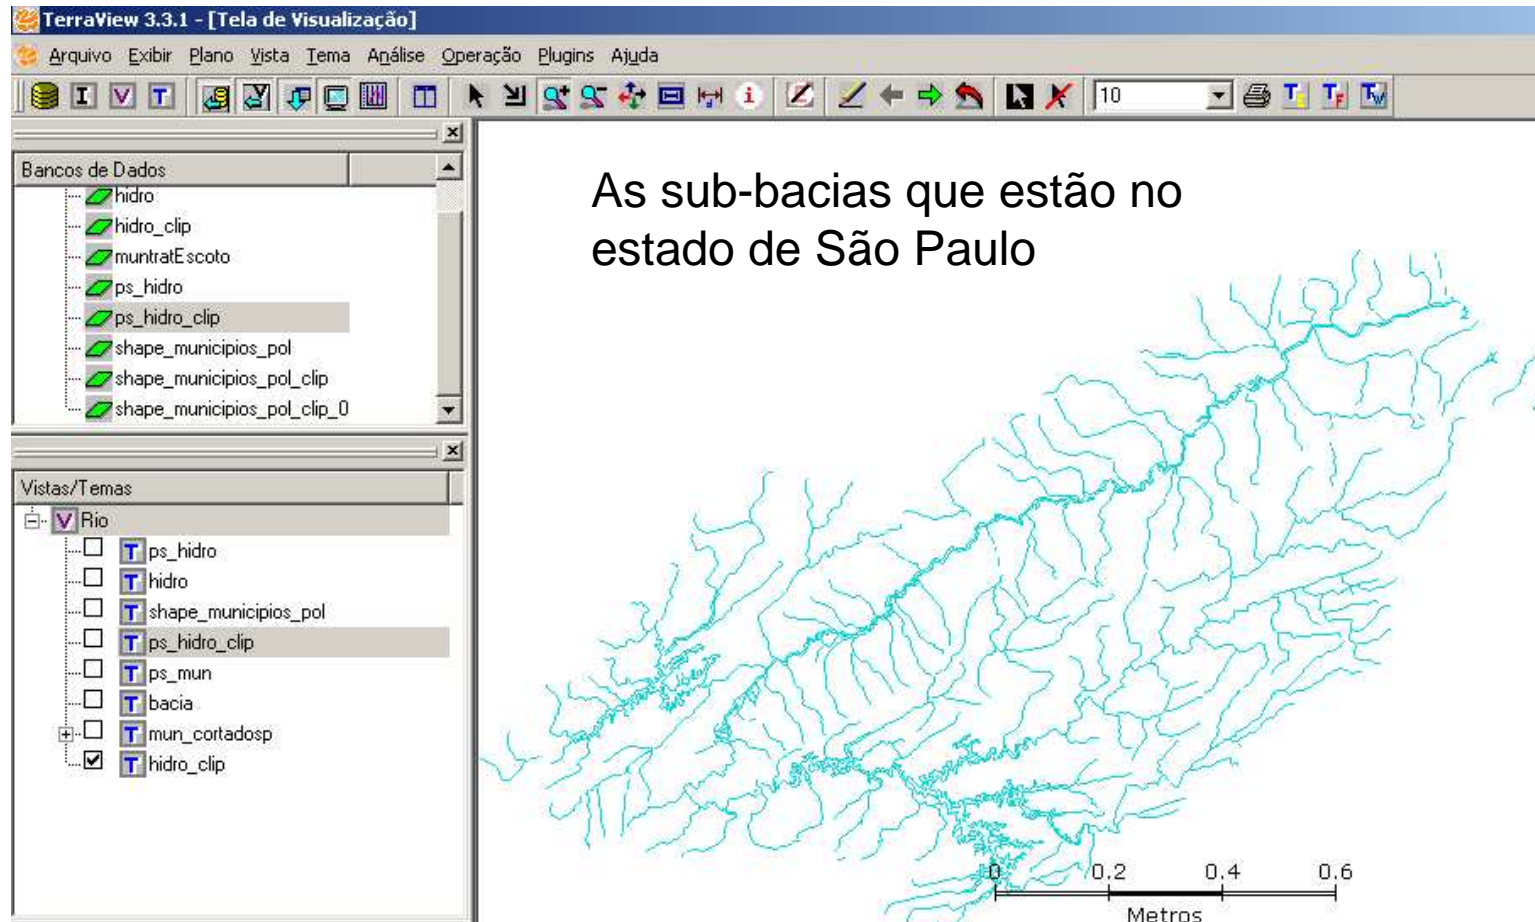 TerraView 3.3.1 - [Tela de Visualização]
Arquivo Exibir Plano Vista Tema Análise Operação Plugins Ajuda
I V T i 10 T T F T W
Bancos de Dados
hidro
hidro_clip
muntratEscoto
ps_hidro
ps_hidro_clip
shape_municipios_pol
shape_municipios_pol_clip
shape_municipios_pol_clip_0
Vistas/Temas
V Rio
T ps_hidro
T hidro
T shape_municipios_pol
T ps_hidro_clip
T ps_mun
T bacia
T mun_cortadosp
T hidro_clip
As sub-bacias que estão no
estado de São Paulo
0 0.2 0.4 0.6
Metros